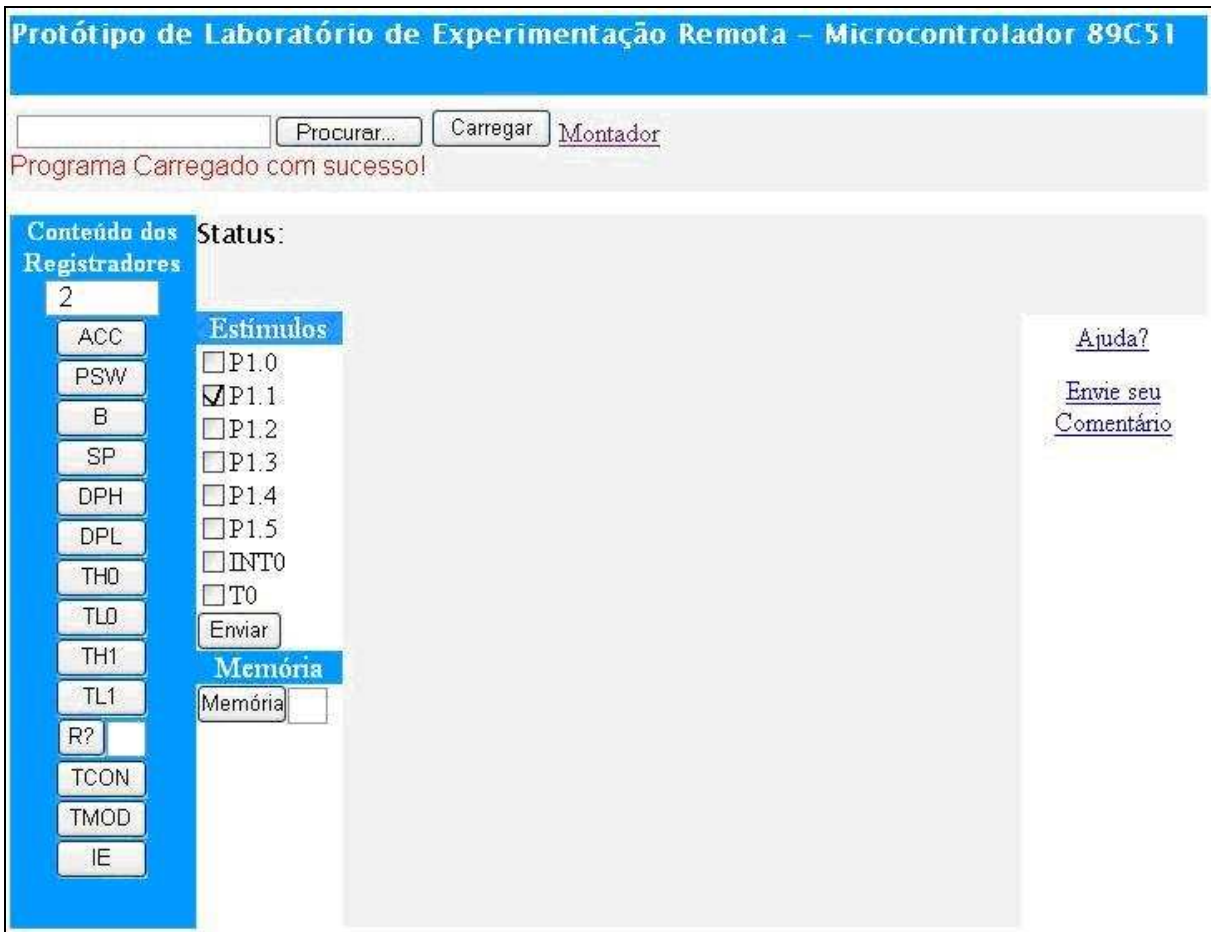 Protótipo de Laboratório de Experimentação Remota – Microcontrolador 89C51
Procurar... Carregar Montador
Programa Carregado com sucesso!
Conteúdo dos
Registradores
2
ACC
PSW
B
SP
DPH
DPL
TH0
TL0
TH1
TL1
R?
TCON
TMOD
IE
Status:
Estímulos
P1.0
P1.1
P1.2
P1.3
P1.4
P1.5
INT0
T0
Enviar
Memória
Memória
Ajuda?
Envie seu
Comentário